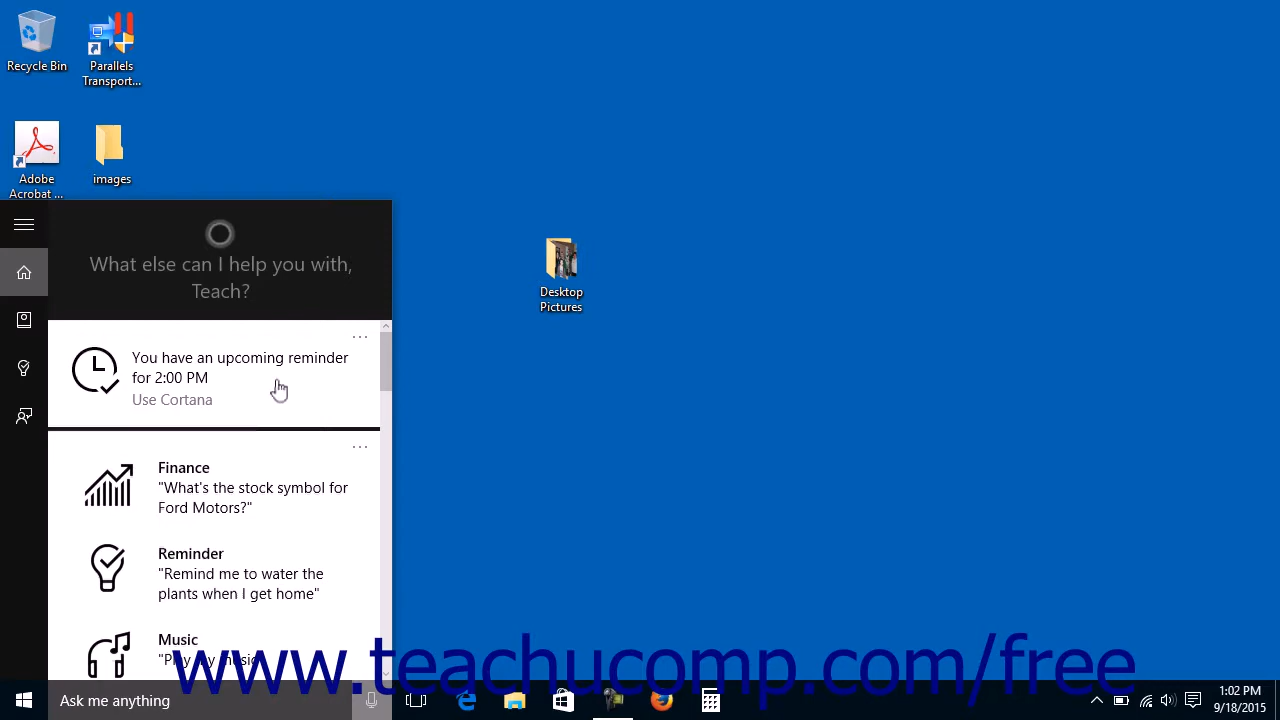 Recycle Bin
Parallels
Transport...
Adobe
Acrobat ...
images
Desktop
Pictures
What else can I help you with,
Teach?
You have an upcoming reminder
for 2:00 PM
Use Cortana
Finance
"What's the stock symbol for
Ford Motors?"
Reminder
"Remind me to water the
plants when I get home"
Music
"Play my music"
www.teachucomp.com/free
Ask me anything
1:02 PM
9/18/2015